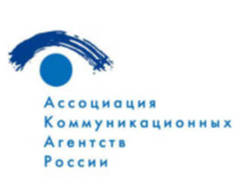 Ассоциация
Коммуникационных
Агентств
России